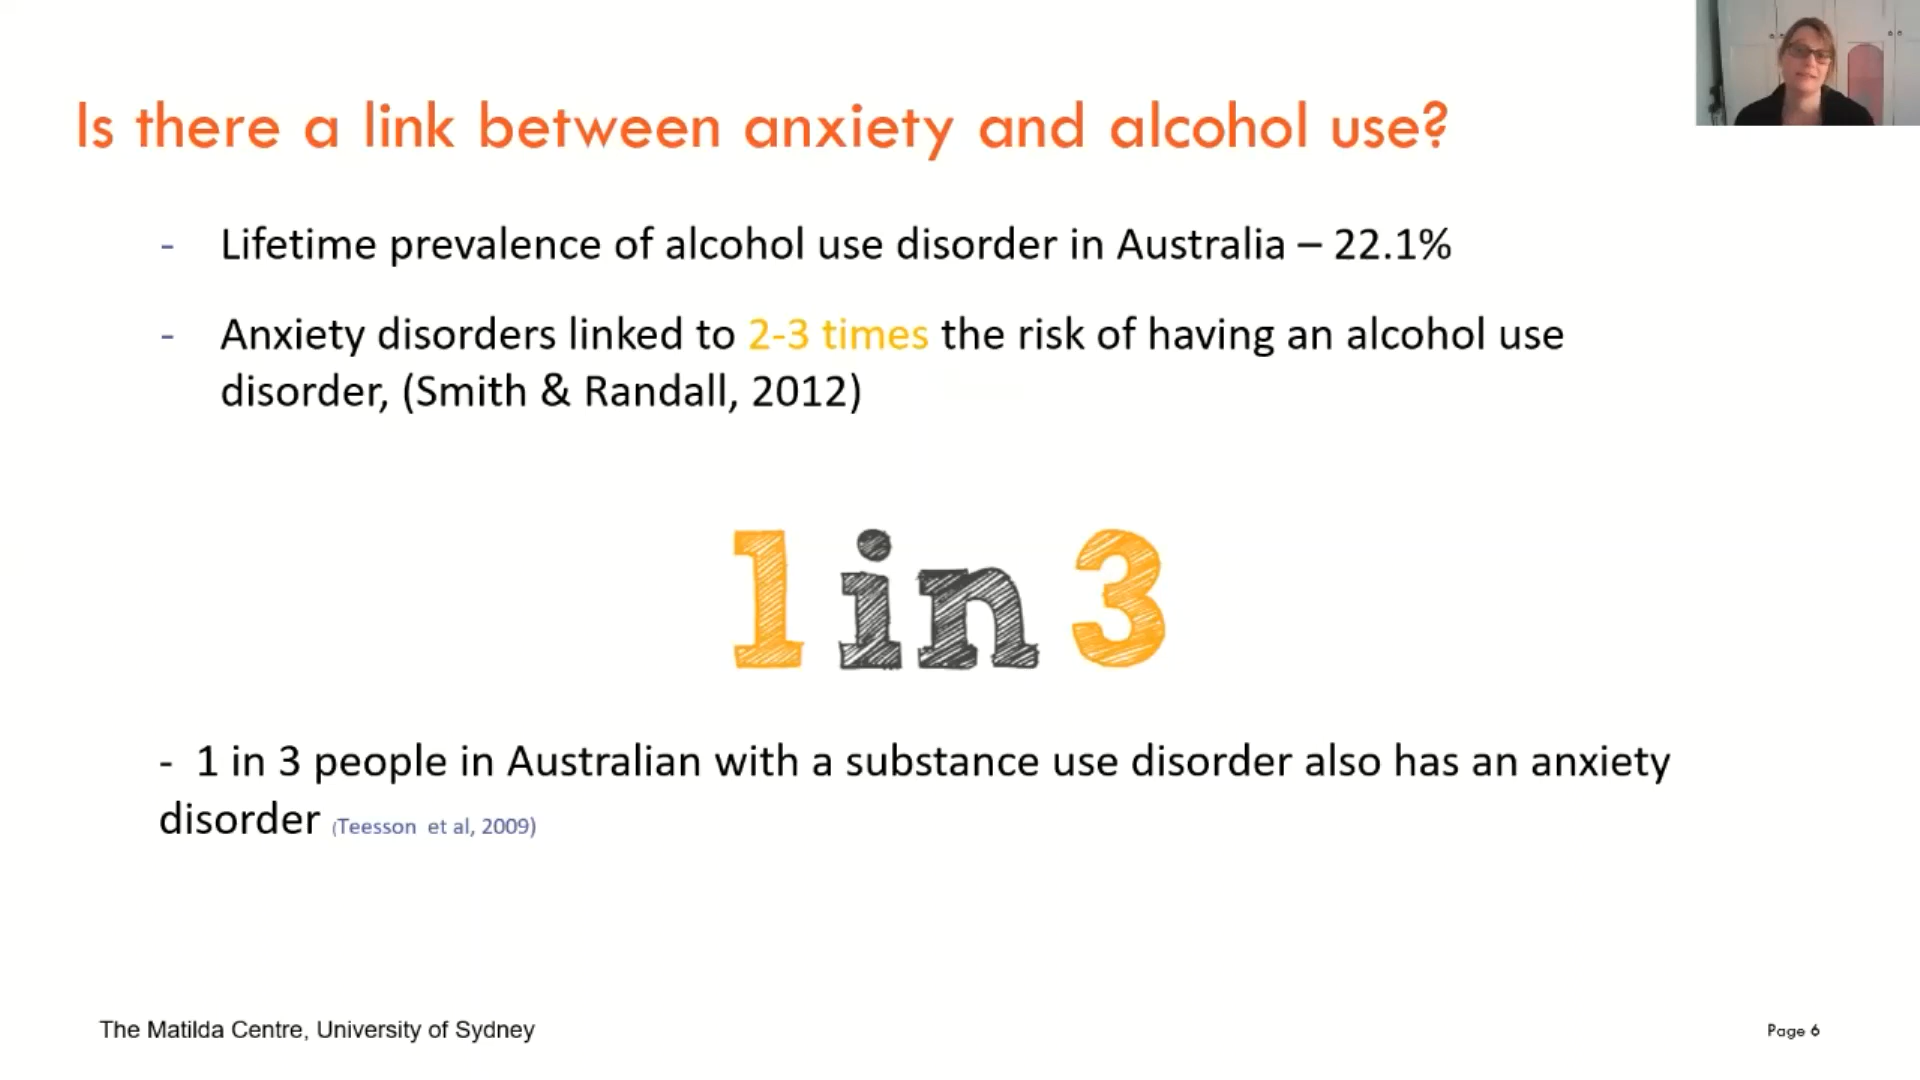 Is there a link between anxiety and alcohol use?
- Lifetime prevalence of alcohol use disorder in Australia – 22.1%
- Anxiety disorders linked to 2-3 times the risk of having an alcohol use
disorder, (Smith & Randall, 2012)
1 in 3
- 1 in 3 people in Australian with a substance use disorder also has an anxiety
disorder (Teesson et al, 2009)
The Matilda Centre, University of Sydney
Page 6